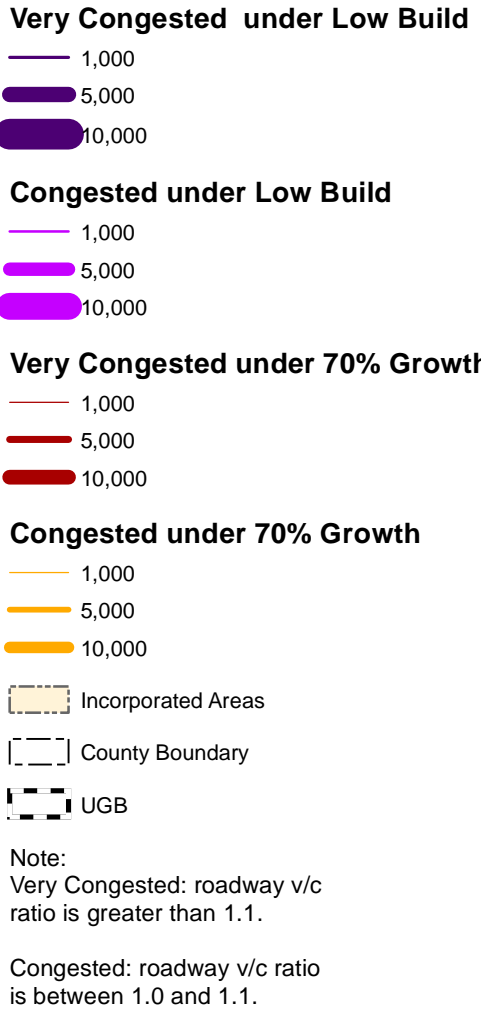 Very Congested under Low Build
1,000
5,000
10,000
Congested under Low Build
1,000
5,000
10,000
Very Congested under 70% Growth
1,000
5,000
10,000
Congested under 70% Growth
1,000
5,000
10,000
Incorporated Areas
County Boundary
UGB
Note:
Very Congested: roadway v/c
ratio is greater than 1.1.
Congested: roadway v/c ratio
is between 1.0 and 1.1.